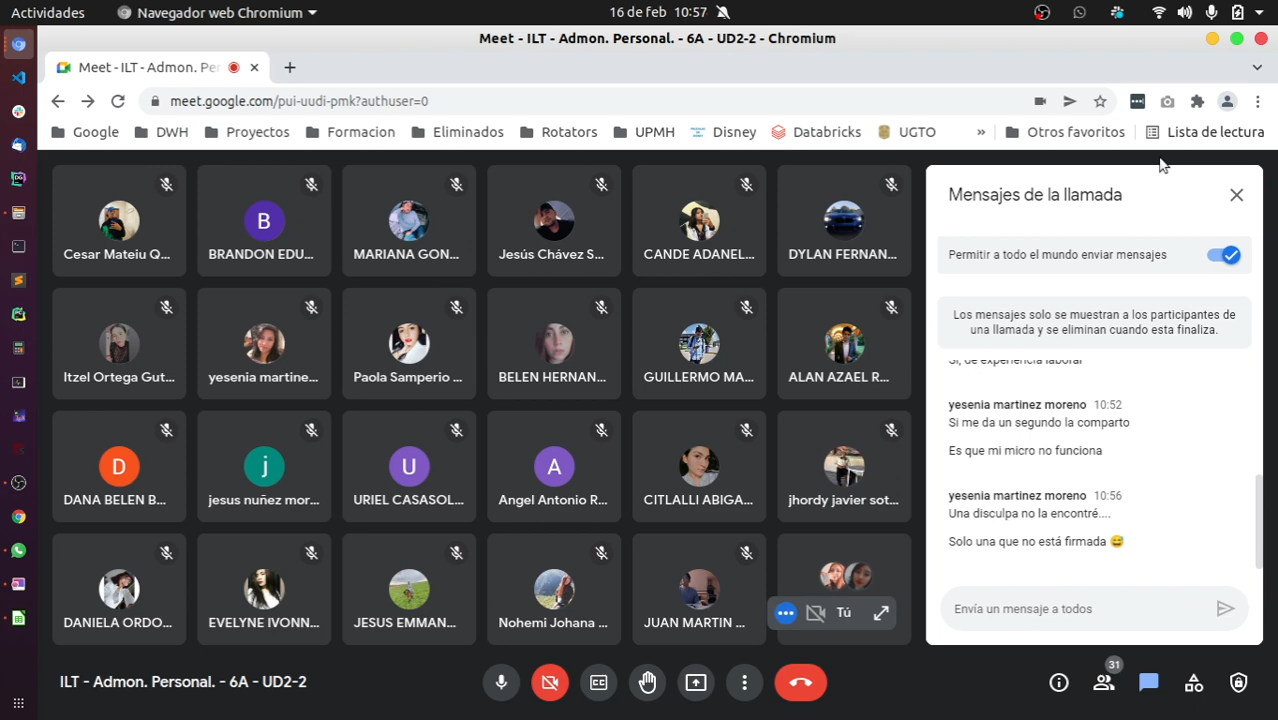 Actividades
Navegador web Chromium
16 de feb 10:57
Meet - ILT - Admon. Personal. - 6A - UD2-2 - Chromium
Meet - ILT - Admon. Per
meet.google.com/pui-uudi-pmk?authuser=0
Google DWH Proyectos Formacion Eliminados Rotators UPMH Disney Databricks UGTO » Otros favoritos Lista de lectura
Cesar Mateiu Q...
B
BRANDON EDU...
MARIANA GON...
Jesús Chávez S...
CANDE ADANEL...
DYLAN FERNAN...
Itzel Ortega Gut...
yesenia martine...
Paola Samperio ...
BELEN HERNAN...
GUILLERMO MA...
ALAN AZAEL R...
D
DANA BELEN B...
j
jesus nuñez mor...
U
URIEL CASASOL...
A
Angel Antonio R...
CITLALLI ABIGA...
jhordy javier sot...
DANIELA ORDO...
EVELYNE IVONN...
JESUS EMMAN...
Nohemi Johana ...
JUAN MARTIN ...
Tú
Mensajes de la llamada
Permitir a todo el mundo enviar mensajes
Los mensajes solo se muestran a los participantes de
una llamada y se eliminan cuando esta finaliza.
Si, de experiencia laboral
yesenia martinez moreno 10:52
Si me da un segundo la comparto
Es que mi micro no funciona
yesenia martinez moreno 10:56
Una disculpa no la encontré....
Solo una que no está firmada 😅
Envía un mensaje a todos
ILT - Admon. Personal. - 6A - UD2-2
31